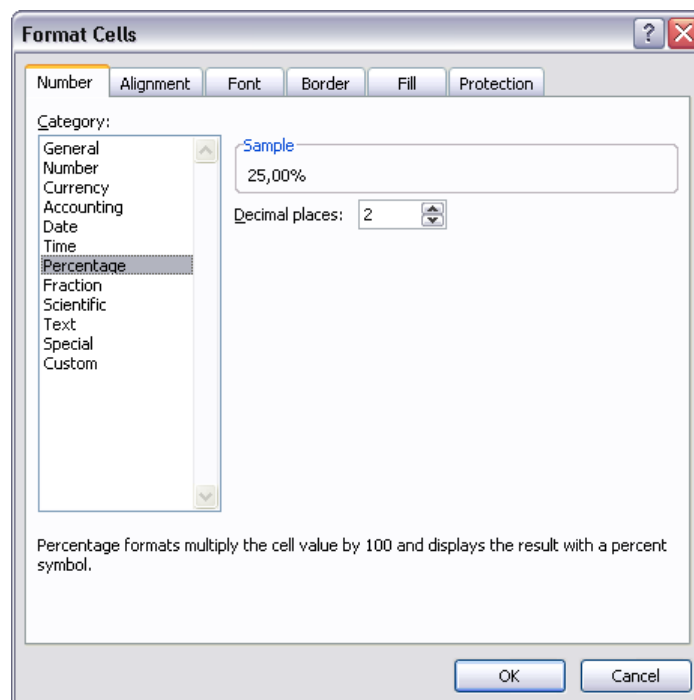 Format Cells
?
Number Alignment Font Border Fill Protection
Category:
General
Number
Currency
Accounting
Date
Time
Percentage
Fraction
Scientific
Text
Special
Custom
Sample
25,00%
Decimal places: 2
Percentage formats multiply the cell value by 100 and displays the result with a percent
symbol.
OK Cancel